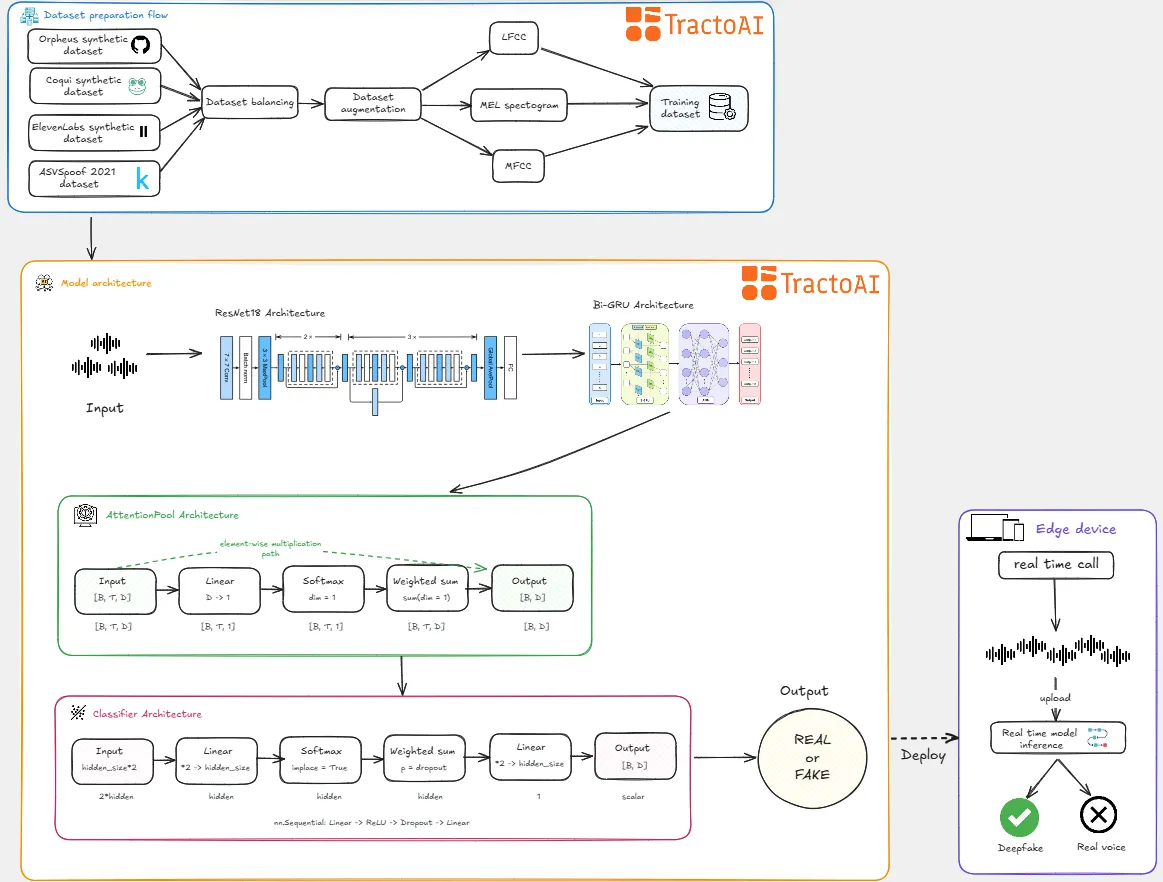 Dataset preparation flow
TractoAI
Orpheus synthetic
dataset
Coqui synthetic
dataset
ElevenLabs synthetic
dataset
ASVSpoof 2021
dataset
k
Dataset balancing
Dataset
augmentation
LFCC
MEL spectogram
MFCC
Training
dataset
Model architecture
TractoAI
Input
ResNet18 Architecture
2 ×
3 ×
7 × 7 Conv
Batch norm
3 × 3 MaxPool
Global AvgPool
FC
Bi-GRU Architecture
AttentionPool Architecture
element-wise multiplication
path
Input
[B, T, D]
Linear
D -> 1
Softmax
dim = 1
Weighted sum
sum(dim = 1)
Output
[B, D]
[B, T, D]
[B, T, 1]
[B, T, 1]
[B, T, D]
[B, D]
Classifier Architecture
Input
hidden_size*2
Linear
*2 -> hidden_size
Softmax
implace = True
Weighted sum
p = dropout
Linear
*2 -> hidden_size
Output
[B, D]
2*hidden
hidden
hidden
hidden
1
scalar
nn.Sequential: Linear -> ReLU -> Dropout -> Linear
Output
REAL
or
FAKE
Deploy
Edge device
real time call
upload
Real time model
inference
Deepfake
Real voice